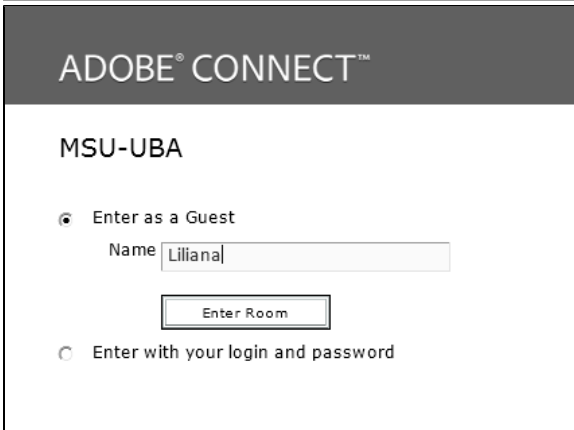 ADOBE® CONNECT™
MSU-UBA
Enter as a Guest
Name Liliana
Enter Room
Enter with your login and password